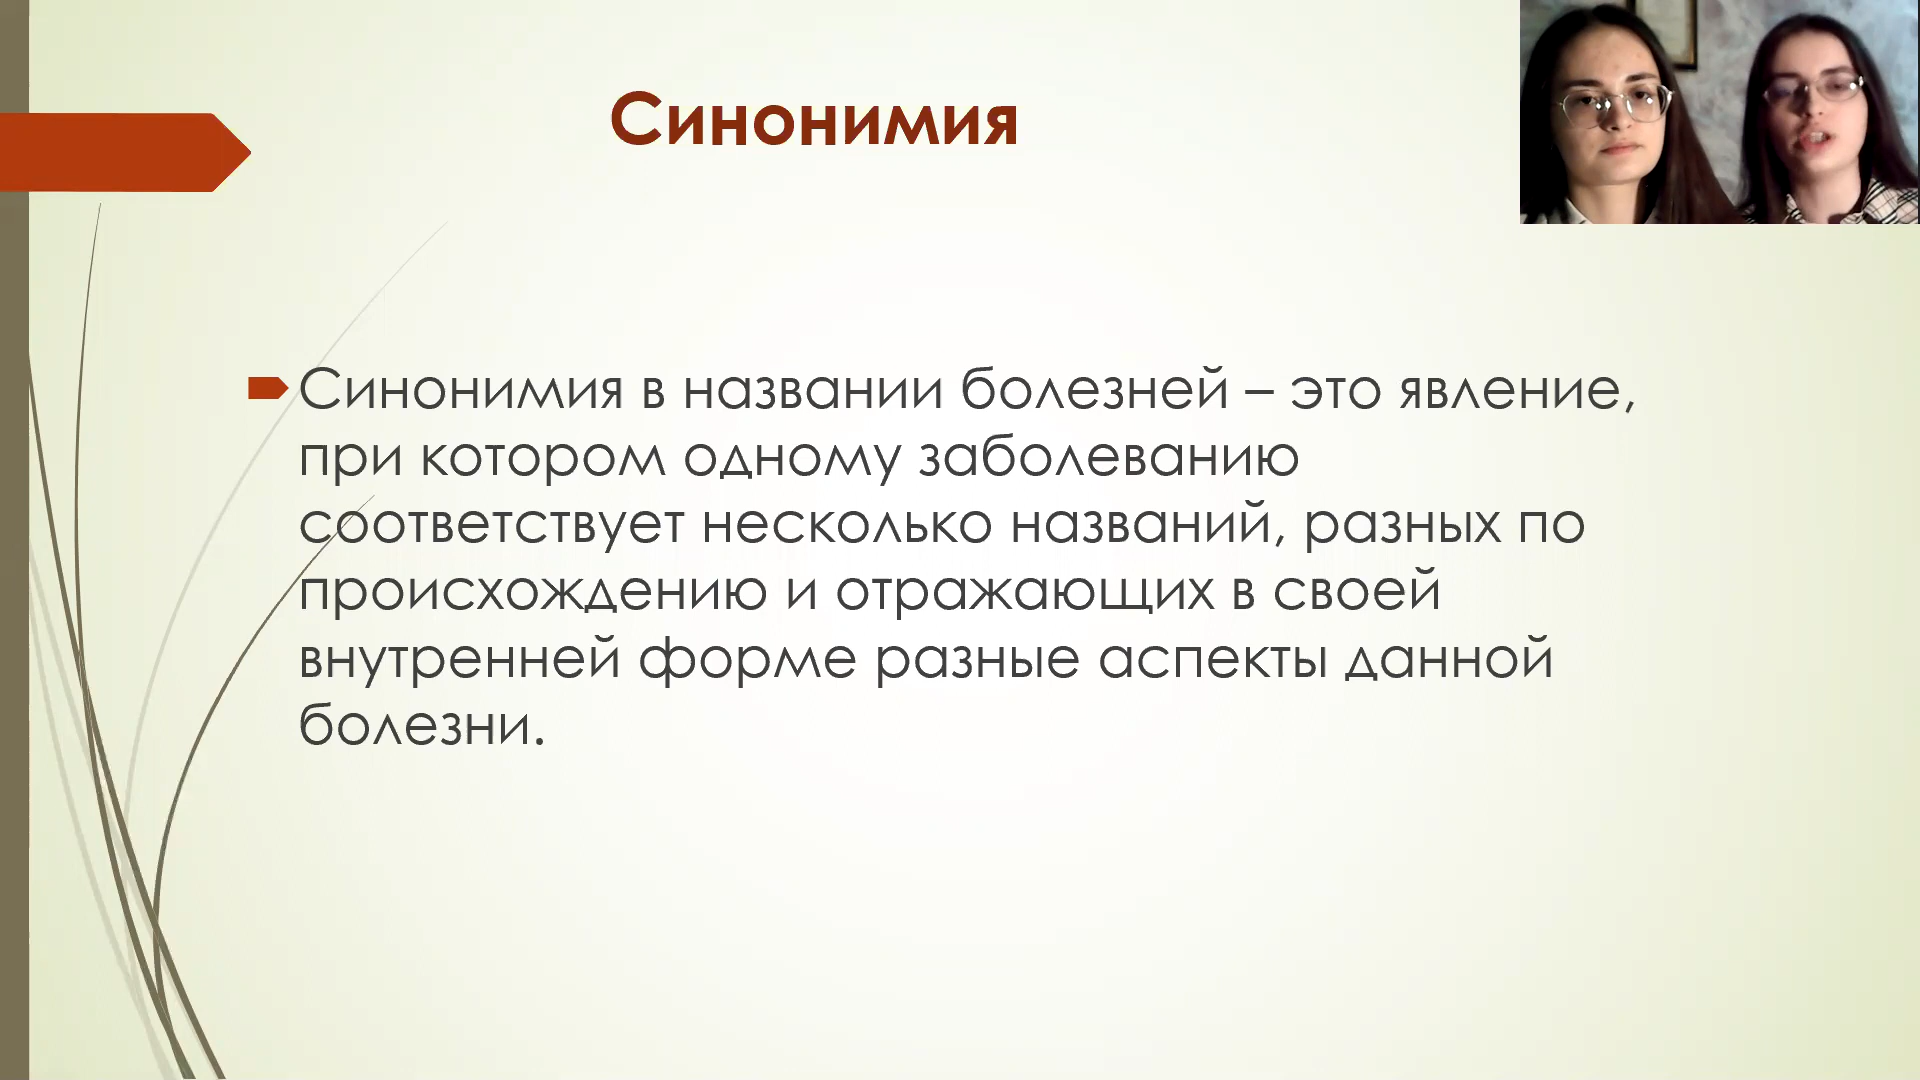 Синонимия
Синонимия в названии болезней – это явление,
при котором одному заболеванию
соответствует несколько названий, разных по
происхождению и отражающих в своей
внутренней форме разные аспекты данной
болезни.